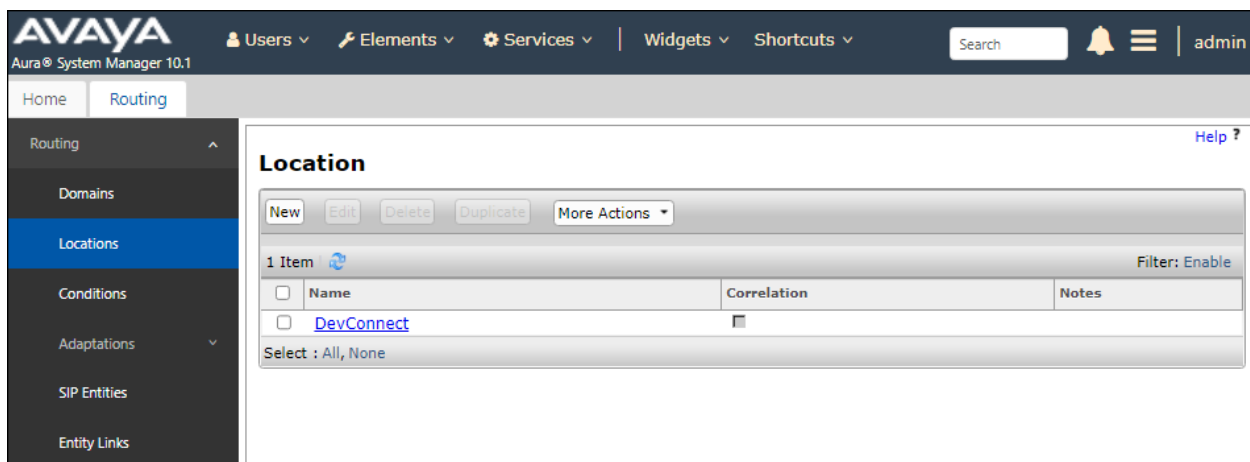 AVAYA
Aura® System Manager 10.1
Users Elements Services | Widgets Shortcuts Search | admin
Home Routing
Routing
Domains
Locations
Conditions
Adaptations
SIP Entities
Entity Links
Help ?
Location
New Edit Delete Duplicate More Actions
1 Item Filter: Enable
Name Correlation Notes
DevConnect
Select : All, None